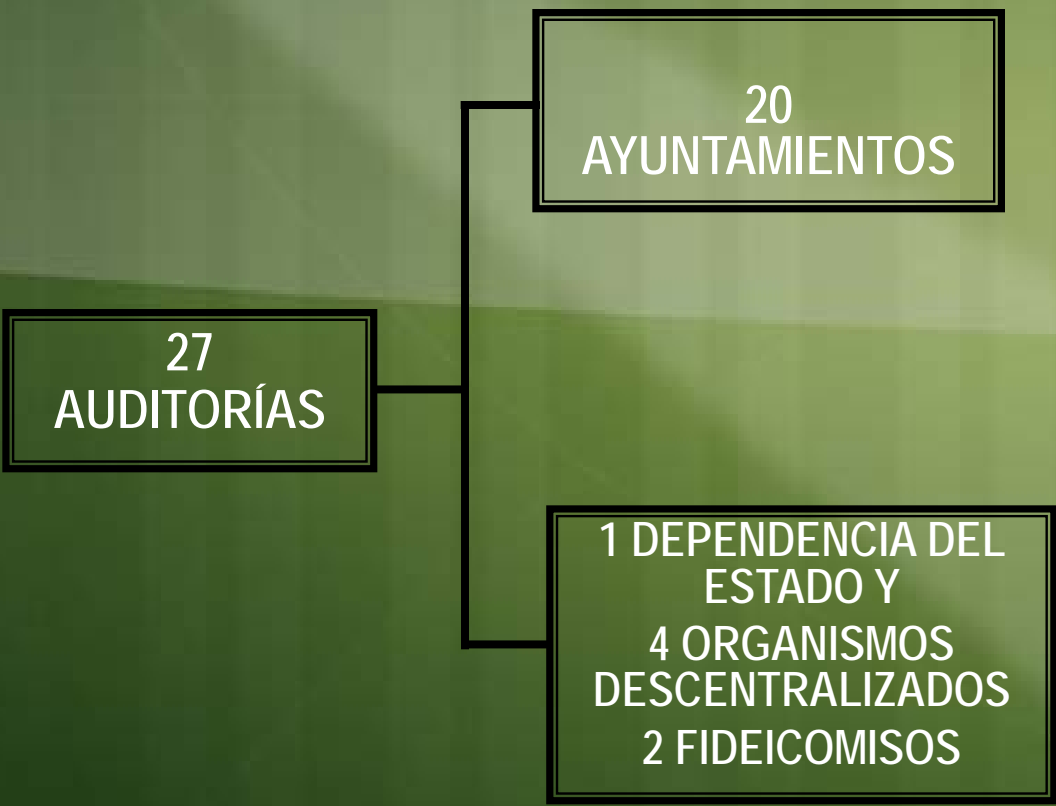 20
AYUNTAMIENTOS
27
AUDITORÍAS
1 DEPENDENCIA DEL
ESTADO Y
4 ORGANISMOS
DESCENTRALIZADOS
2 FIDEICOMISOS